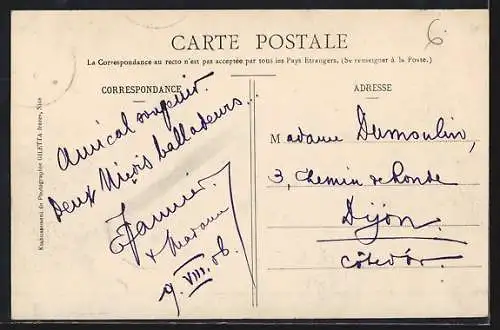 6
CARTE POSTALE
La Correspondance au recto n'est pas acceptée par tous les Pays Etrangers. (Se renseigner à la Poste.)
CORRESPONDANCE
Amical souvenir.
Deux Niçois balladeurs...
& Madame
9. VIII. 06.
ADRESSE
Madame Dumoulin,
3, Chemin de Ronde
Dijon.
Côte d'Or.
Etablissement de Photographie GILETTA frères, Nice